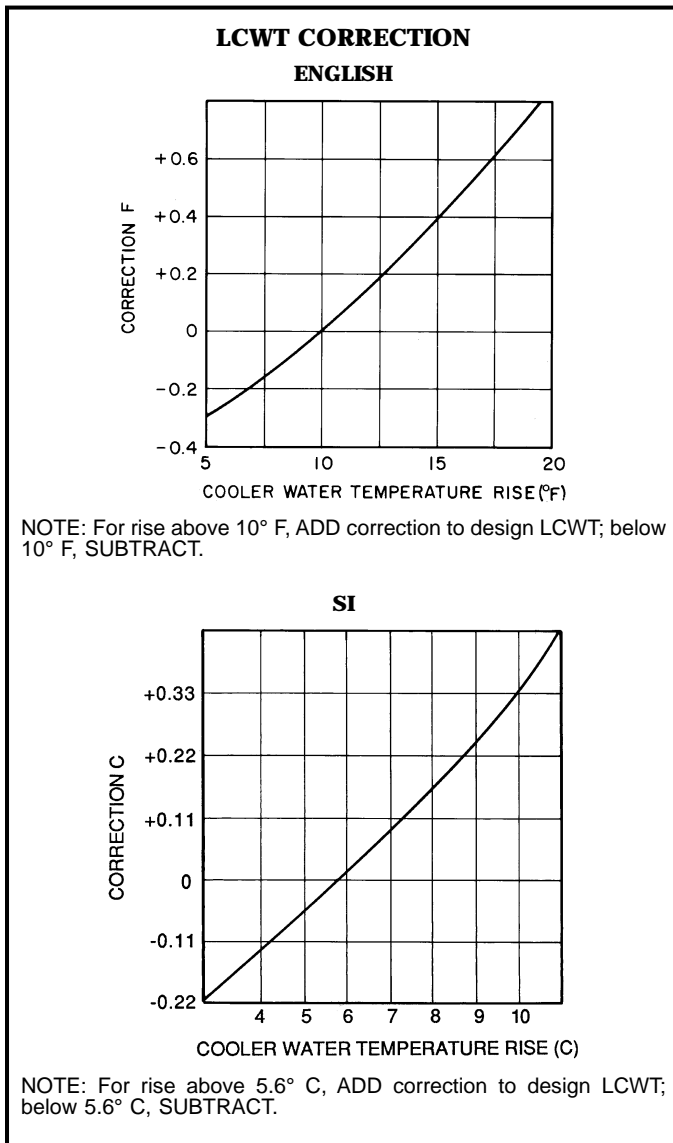 LCWT CORRECTION
ENGLISH
CORRECTION F
+0.6
+0.4
+0.2
0
-0.2
-0.4
5 10 15 20
COOLER WATER TEMPERATURE RISE (°F)
NOTE: For rise above 10° F, ADD correction to design LCWT; below
10° F, SUBTRACT.
SI
CORRECTION C
+0.33
+0.22
+0.11
0
-0.11
-0.22
4 5 6 7 8 9 10
COOLER WATER TEMPERATURE RISE (C)
NOTE: For rise above 5.6° C, ADD correction to design LCWT;
below 5.6° C, SUBTRACT.